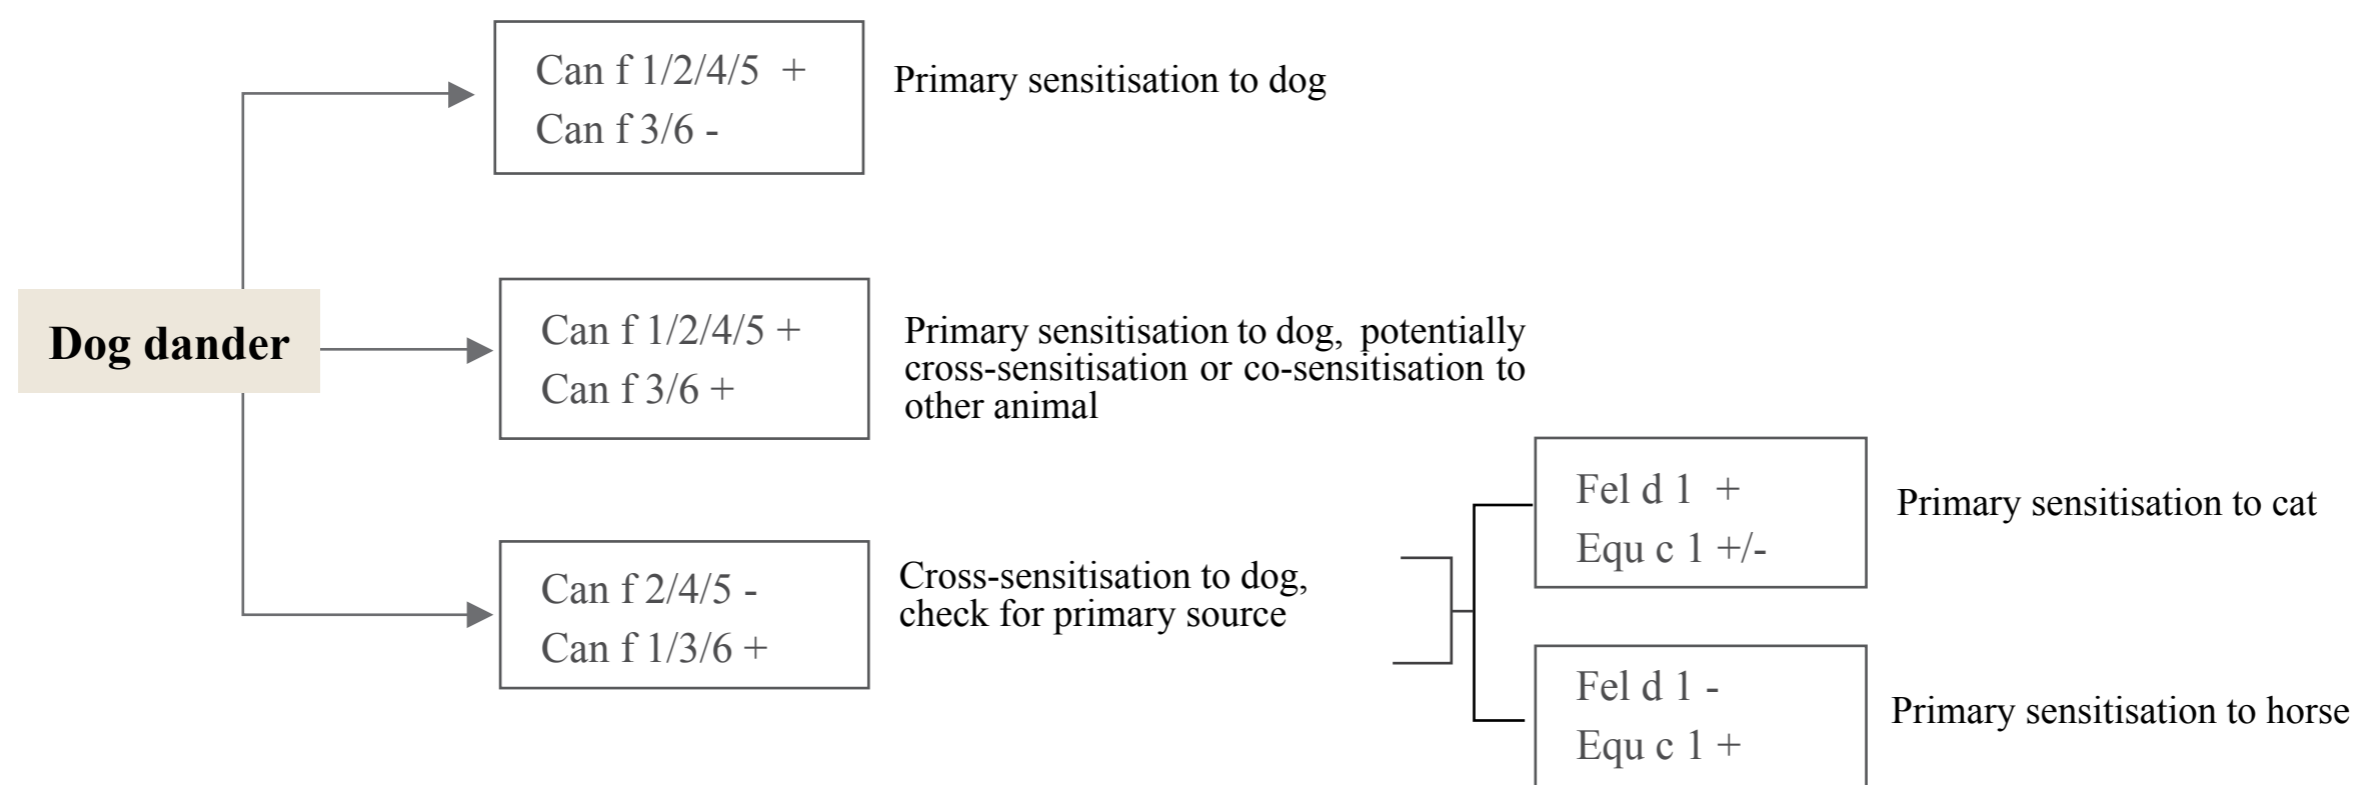 Can f 1/2/4/5 +
Can f 3/6 -
Primary sensitisation to dog
Dog dander
Can f 1/2/4/5 +
Can f 3/6 +
Primary sensitisation to dog, potentially
cross-sensitisation or co-sensitisation to
other animal
Can f 2/4/5 -
Can f 1/3/6 +
Cross-sensitisation to dog,
check for primary source
Fel d 1 +
Equ c 1 +/-
Primary sensitisation to cat
Fel d 1 -
Equ c 1 +
Primary sensitisation to horse